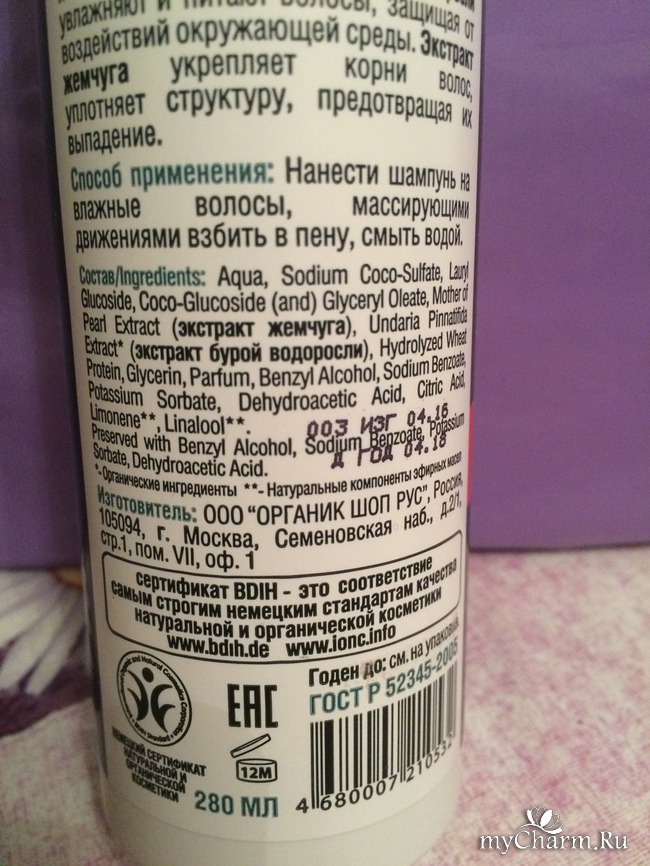 увлажняют и питают волосы, защищая от
воздействий окружающей среды. Экстракт
жемчуга укрепляет корни волос,
уплотняет структуру, предотвращая их
выпадение.
Способ применения: Нанести шампунь на
влажные волосы, массирующими
движениями взбить в пену, смыть водой.
Состав/Ingredients: Aqua, Sodium Coco-Sulfate, Lauryl
Glucoside, Coco-Glucoside (and) Glyceryl Oleate, Mother of
Pearl Extract (экстракт жемчуга), Undaria Pinnatifida
Extract* (экстракт бурой водоросли), Hydrolyzed Wheat
Protein, Glycerin, Parfum, Benzyl Alcohol, Sodium Benzoate,
Potassium Sorbate, Dehydroacetic Acid, Citric Acid,
Limonene**, Linalool**.
003 ИЗГ 04.16
Preserved with Benzyl Alcohol, Sodium Benzoate, Potassium
Д ГОД 04.18
Sorbate, Dehydroacetic Acid.
*-Органические ингредиенты **- Натуральные компоненты эфирных масел
Изготовитель: ООО "ОРГАНИК ШОП РУС", Россия,
105094, г. Москва, Семеновская наб., д.2/1,
стр.1, пом. VII, оф. 1
сертификат BDIH - это соответствие
самым строгим немецким стандартам качества
натуральной и органической косметики
www.bdih.de www.ionc.info
Годен до: см. на упаковке
ГОСТ Р 52345-2005
EAC
12M
НЕМЕЦКИЙ СЕРТИФИКАТ
НАТУРАЛЬНОЙ И
ОРГАНИЧЕСКОЙ
КОСМЕТИКИ
280 МЛ
4 680007 210532
myCharm.Ru